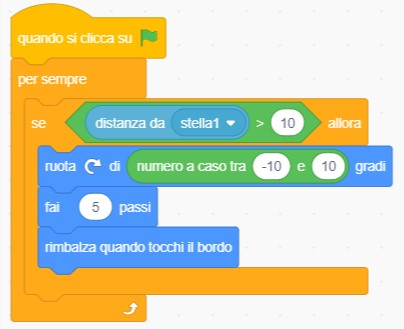 quando si clicca su
per sempre
se distanza da stella1 > 10 allora
ruota di numero a caso tra -10 e 10 gradi
fai 5 passi
rimbalza quando tocchi il bordo